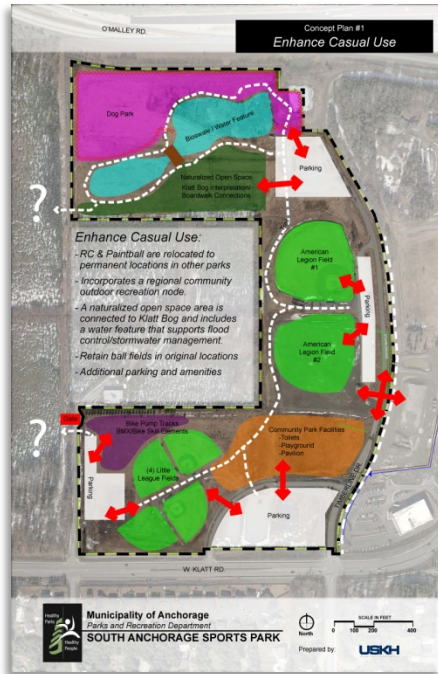 O'MALLEY RD.
Concept Plan #1
Enhance Casual Use
Dog Park
Bioswale / Water Feature
Parking
Naturalized Open Space
Klatt Bog Interpretation/
Boardwalk Connections
?
Enhance Casual Use:
- RC & Paintball are relocated to
permanent locations in other parks
- Incorporates a regional community
outdoor recreation node.
- A naturalized open space area is
connected to Klatt Bog and includes
a water feature that supports flood
control/stormwater management.
- Retain ball fields in original locations
- Additional parking and amenities
American
Legion Field
#1
Parking
American
Legion Field
#2
Gate
?
Bike Pump Tracks
BMX/Bike Skill Elements
(4) Little
League Fields
Community Park Facilities
-Toilets
-Playground
-Pavilion
Parking
Parking
TIMBERLINE DR.
W. KLATT RD.
Healthy
Parks
Healthy
People
Municipality of Anchorage
Parks and Recreation Department
SOUTH ANCHORAGE SPORTS PARK
North
SCALE IN FEET
0 100 200 400
Prepared by:
USKH